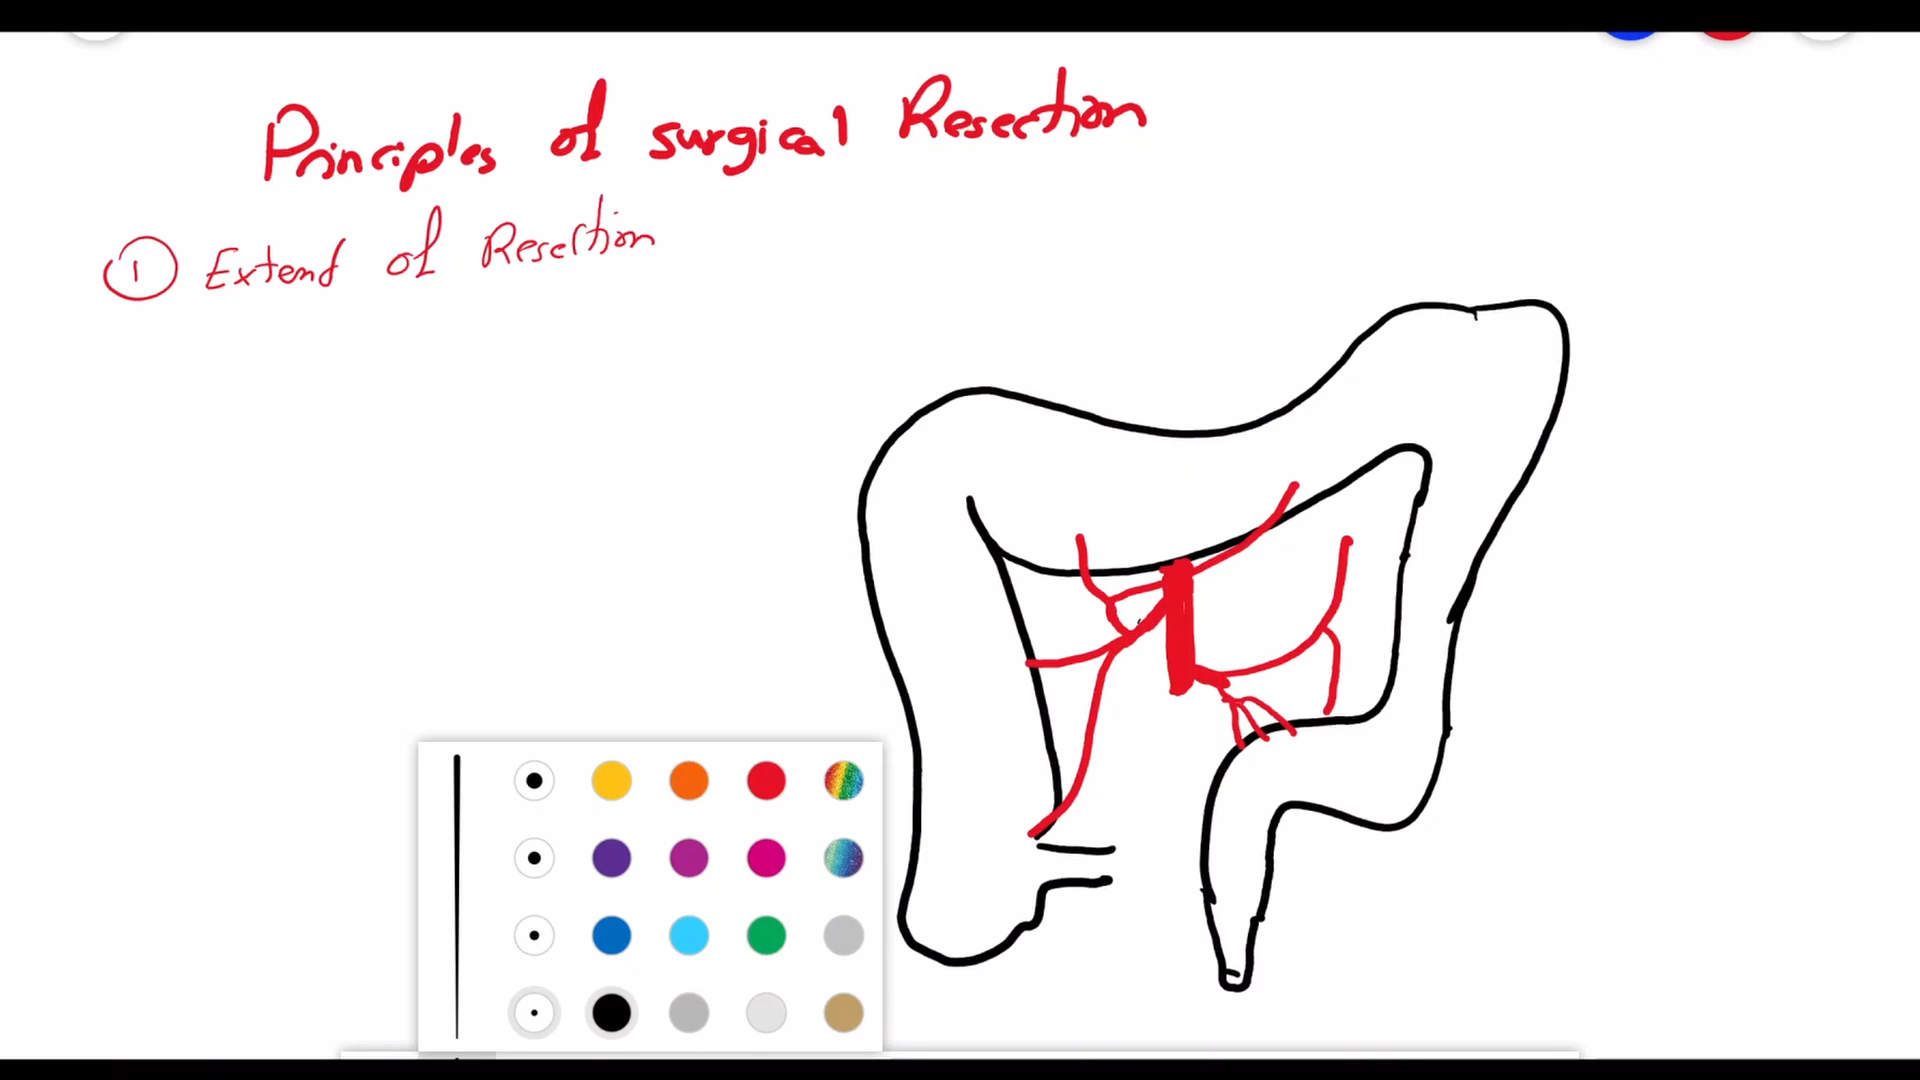 Principles of surgical Resection
① Extend of Resection